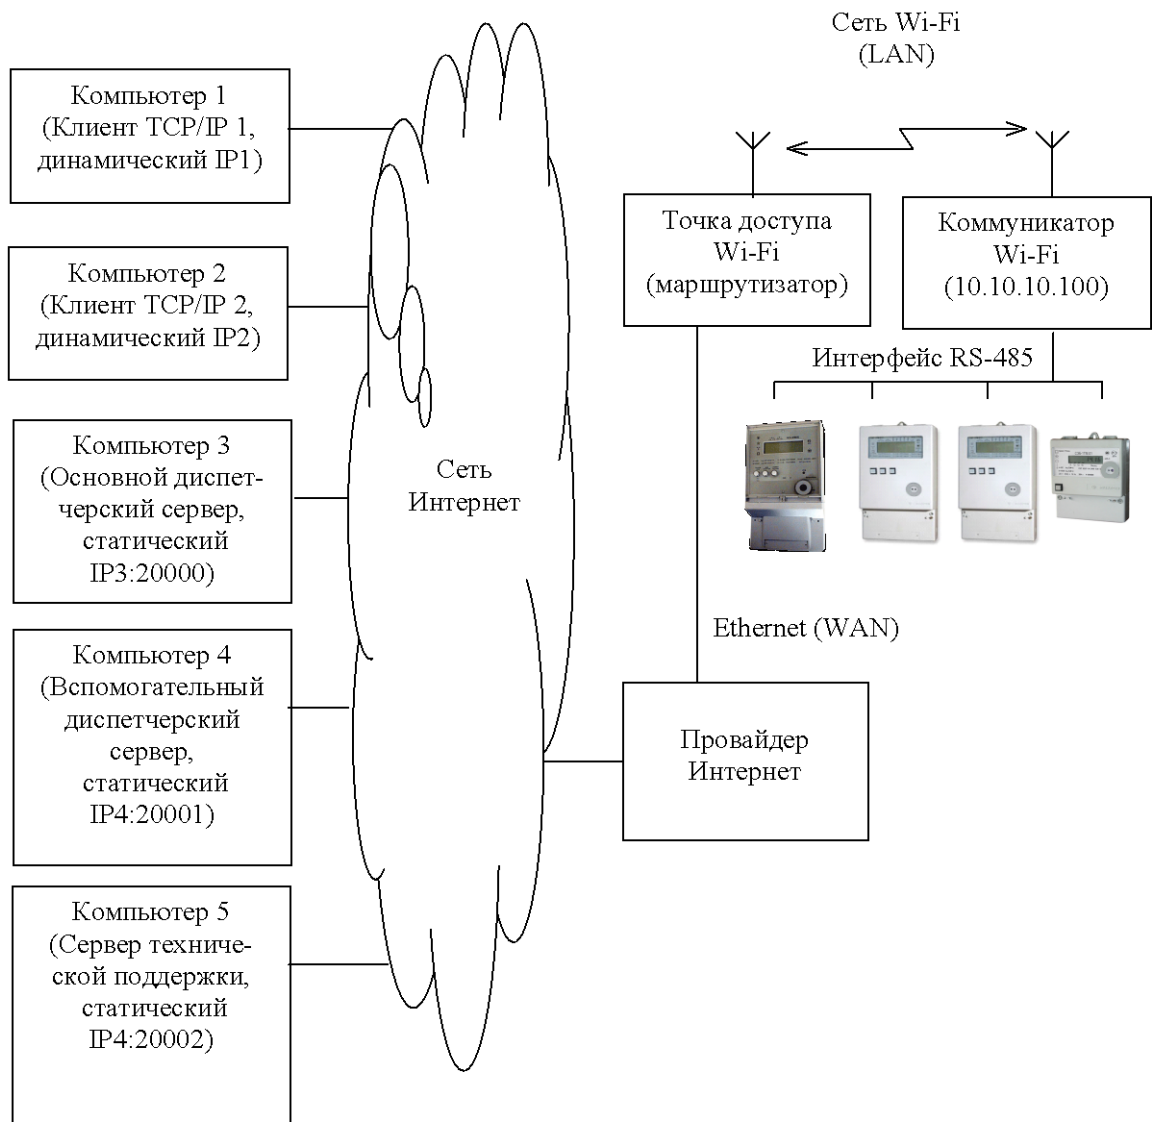 Сеть Wi-Fi
(LAN)
Компьютер 1
(Клиент TCP/IP 1,
динамический IP1)
Точка доступа
Wi-Fi
(маршрутизатор)
Коммуникатор
Wi-Fi
(10.10.10.100)
Компьютер 2
(Клиент TCP/IP 2,
динамический IP2)
Интерфейс RS-485
Компьютер 3
(Основной диспет-
черский сервер,
статический
IP3:20000)
Сеть
Интернет
Ethernet (WAN)
Компьютер 4
(Вспомогательный
диспетчерский
сервер,
статический
IP4:20001)
Провайдер
Интернет
Компьютер 5
(Сервер техниче-
ской поддержки,
статический
IP4:20002)